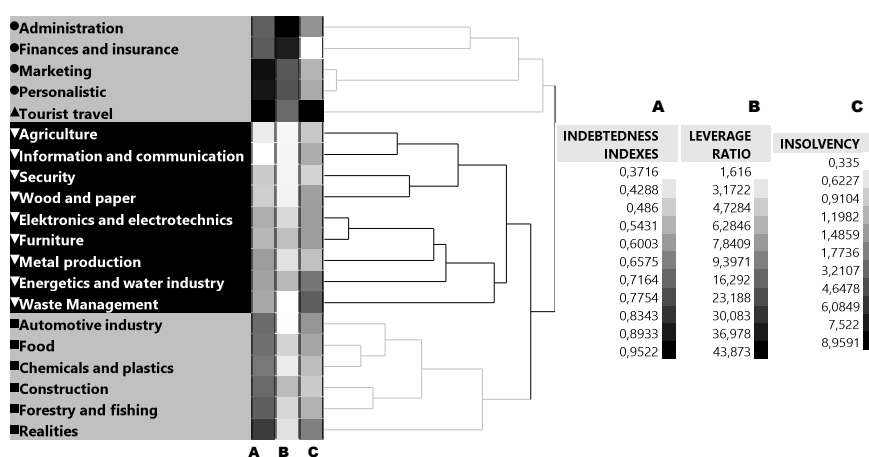 Administration
Finances and insurance
Marketing
Personalistic
Tourist travel
Agriculture
Information and communication
Security
Wood and paper
Elektronics and electrotechnics
Furniture
Metal production
Energetics and water industry
Waste Management
Automotive industry
Food
Chemicals and plastics
Construction
Forestry and fishing
Realities
A B C
A
INDEBTEDNESS
INDEXES
0,3716
0,4288
0,486
0,5431
0,6003
0,6575
0,7164
0,7754
0,8343
0,8933
0,9522
B
LEVERAGE
RATIO
1,616
3,1722
4,7284
6,2846
7,8409
9,3971
16,292
23,188
30,083
36,978
43,873
C
INSOLVENCY
0,335
0,6227
0,9104
1,1982
1,4859
1,7736
3,2107
4,6478
6,0849
7,522
8,9591